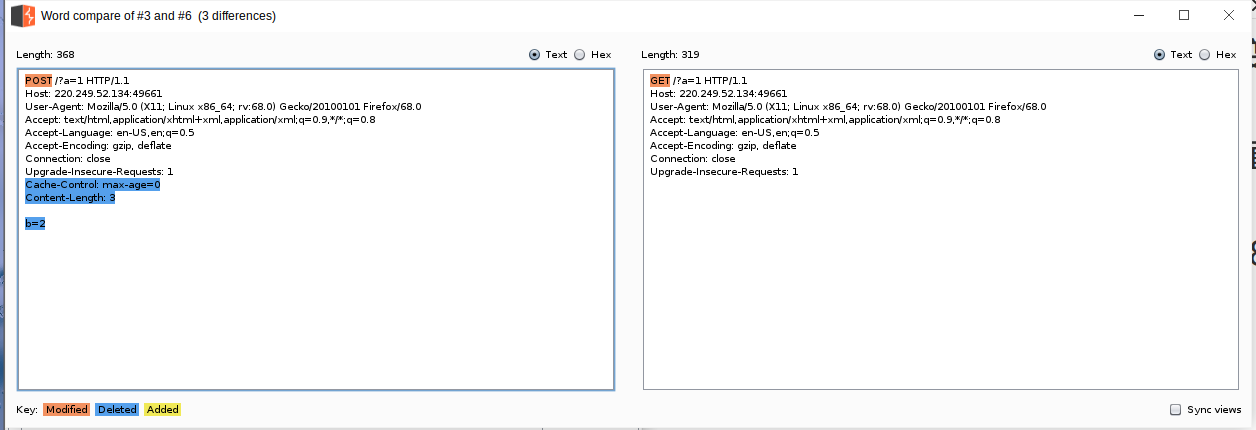 Word compare of #3 and #6 (3 differences)
Length: 368
Text
Hex
POST /?a=1 HTTP/1.1
Host: 220.249.52.134:49661
User-Agent: Mozilla/5.0 (X11; Linux x86_64; rv:68.0) Gecko/20100101 Firefox/68.0
Accept: text/html,application/xhtml+xml,application/xml;q=0.9,*/*;q=0.8
Accept-Language: en-US,en;q=0.5
Accept-Encoding: gzip, deflate
Connection: close
Upgrade-Insecure-Requests: 1
Cache-Control: max-age=0
Content-Length: 3
b=2
Length: 319
Text
Hex
GET /?a=1 HTTP/1.1
Host: 220.249.52.134:49661
User-Agent: Mozilla/5.0 (X11; Linux x86_64; rv:68.0) Gecko/20100101 Firefox/68.0
Accept: text/html,application/xhtml+xml,application/xml;q=0.9,*/*;q=0.8
Accept-Language: en-US,en;q=0.5
Accept-Encoding: gzip, deflate
Connection: close
Upgrade-Insecure-Requests: 1
Key: Modified Deleted Added
Sync views